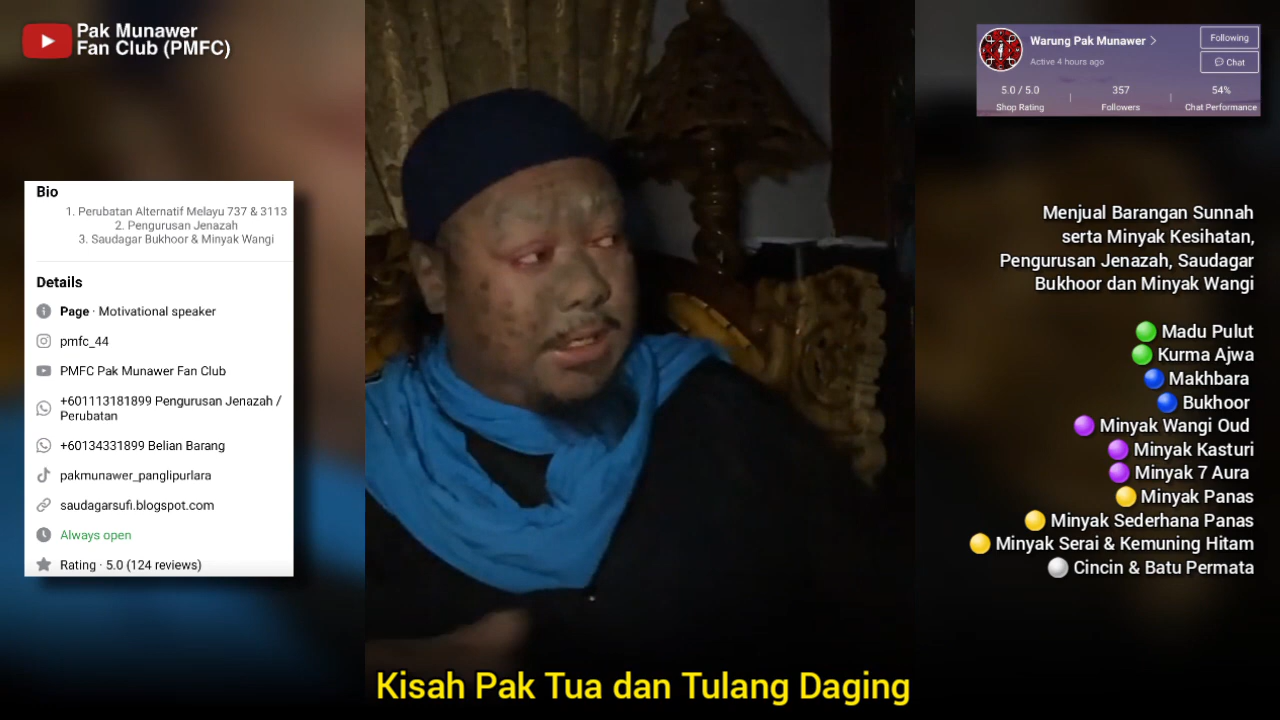 Pak Munawer
Fan Club (PMFC)
Bio
1. Perubatan Alternatif Melayu 737 & 3113
2. Pengurusan Jenazah
3. Saudagar Bukhoor & Minyak Wangi
Details
Page · Motivational speaker
pmfc_44
PMFC Pak Munawer Fan Club
+601113181899 Pengurusan Jenazah /
Perubatan
+60134331899 Belian Barang
pakmunawer_panglipurlara
saudagarsufi.blogspot.com
Always open
Rating · 5.0 (124 reviews)
Warung Pak Munawer >
Active 4 hours ago
Following
Chat
5.0 / 5.0 | 357 | 54%
Shop Rating Followers Chat Performance
Menjual Barangan Sunnah
serta Minyak Kesihatan,
Pengurusan Jenazah, Saudagar
Bukhoor dan Minyak Wangi
Madu Pulut
Kurma Ajwa
Makhbara
Bukhoor
Minyak Wangi Oud
Minyak Kasturi
Minyak 7 Aura
Minyak Panas
Minyak Sederhana Panas
Minyak Serai & Kemuning Hitam
Cincin & Batu Permata
Kisah Pak Tua dan Tulang Daging